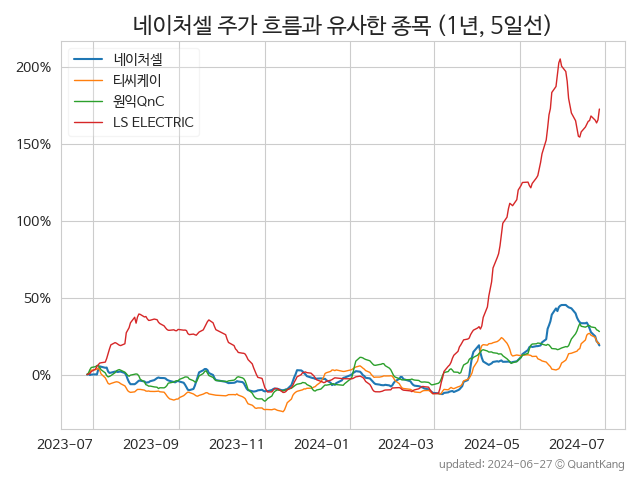 네이처셀 주가 흐름과 유사한 종목 (1년, 5일선)
네이처셀
티씨케이
원익QnC
LS ELECTRIC
200%
150%
100%
50%
0%
2023-07 2023-09 2023-11 2024-01 2024-03 2024-05 2024-07
updated: 2024-06-27 © QuantKang